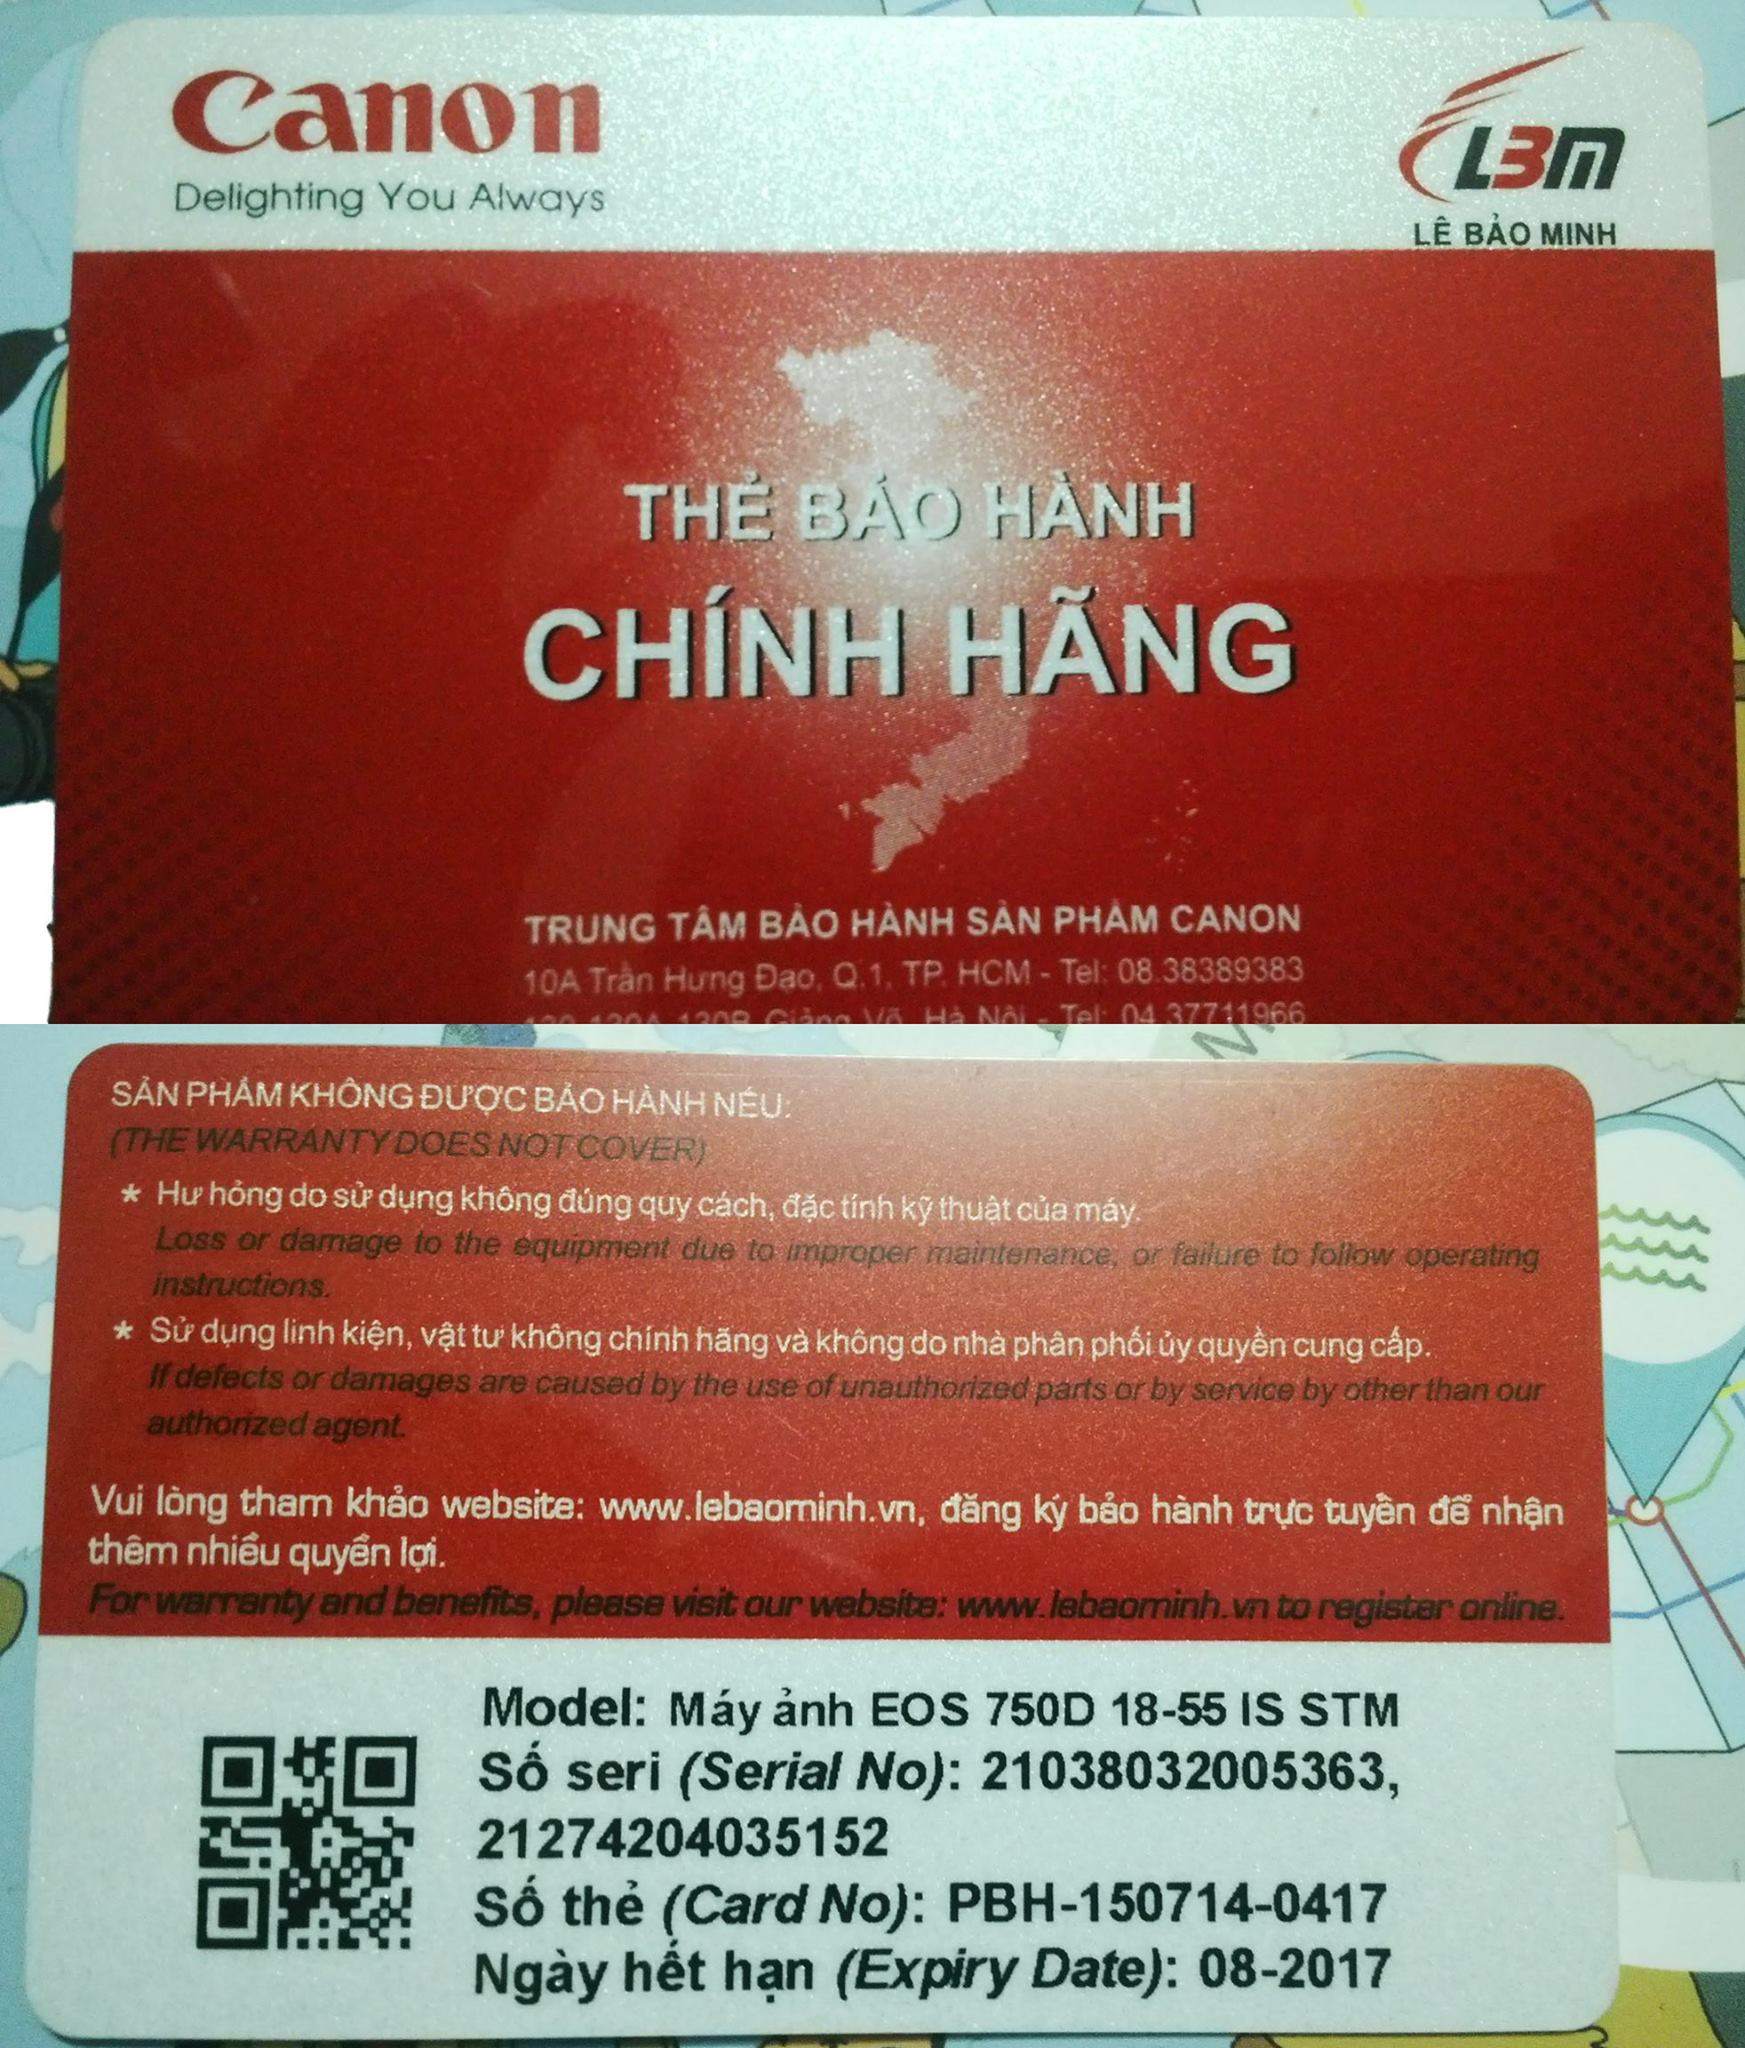 Canon
Delighting You Always
LBM
LÊ BẢO MINH
THẺ BẢO HÀNH
CHÍNH HÃNG
TRUNG TÂM BẢO HÀNH SẢN PHẨM CANON
10A Trần Hưng Đạo, Q.1, TP. HCM - Tel: 08.38389383
Giảng Võ, Hà Nội - Tel: 04.37711966
SẢN PHẨM KHÔNG ĐƯỢC BẢO HÀNH NẾU:
(THE WARRANTY DOES NOT COVER)
* Hư hỏng do sử dụng không đúng quy cách, đặc tính kỹ thuật của máy.
Loss or damage to the equipment due to improper maintenance, or failure to follow operating
instructions.
* Sử dụng linh kiện, vật tư không chính hãng và không do nhà phân phối ủy quyền cung cấp.
If defects or damages are caused by the use of unauthorized parts or by service by other than our
authorized agent.
Vui lòng tham khảo website: www.lebaominh.vn, đăng ký bảo hành trực tuyến để nhận
thêm nhiều quyền lợi.
For warranty and benefits, please visit our website: www.lebaominh.vn to register online.
Model: Máy ảnh EOS 750D 18-55 IS STM
Số seri (Serial No): 21038032005363,
21274204035152
Số thẻ (Card No): PBH-150714-0417
Ngày hết hạn (Expiry Date): 08-2017